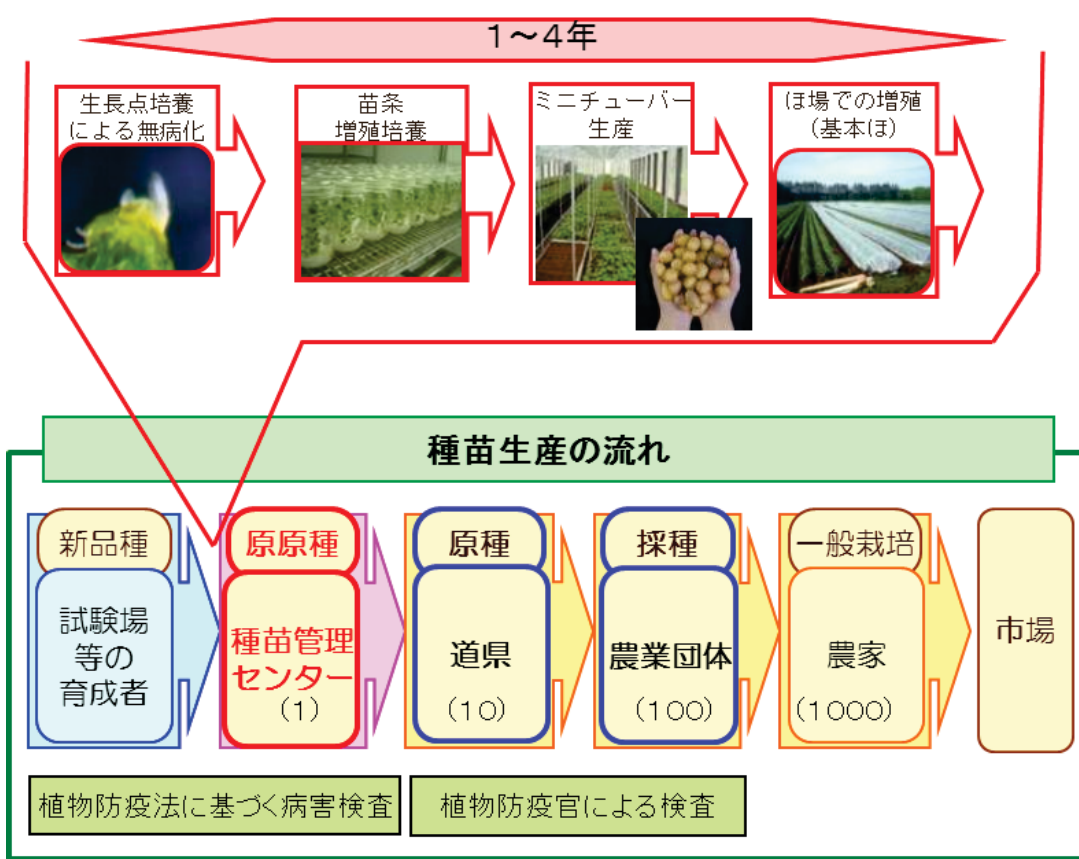 1～4年
生長点培養
による無病化
苗条
増殖培養
ミニチューバー
生産
ほ場での増殖
(基本ほ)
種苗生産の流れ
新品種
試験場
等の
育成者
原原種
種苗管理
センター
(1)
原種
道県
(10)
採種
農業団体
(100)
一般栽培
農家
(1000)
市場
植物防疫法に基づく病害検査
植物防疫官による検査